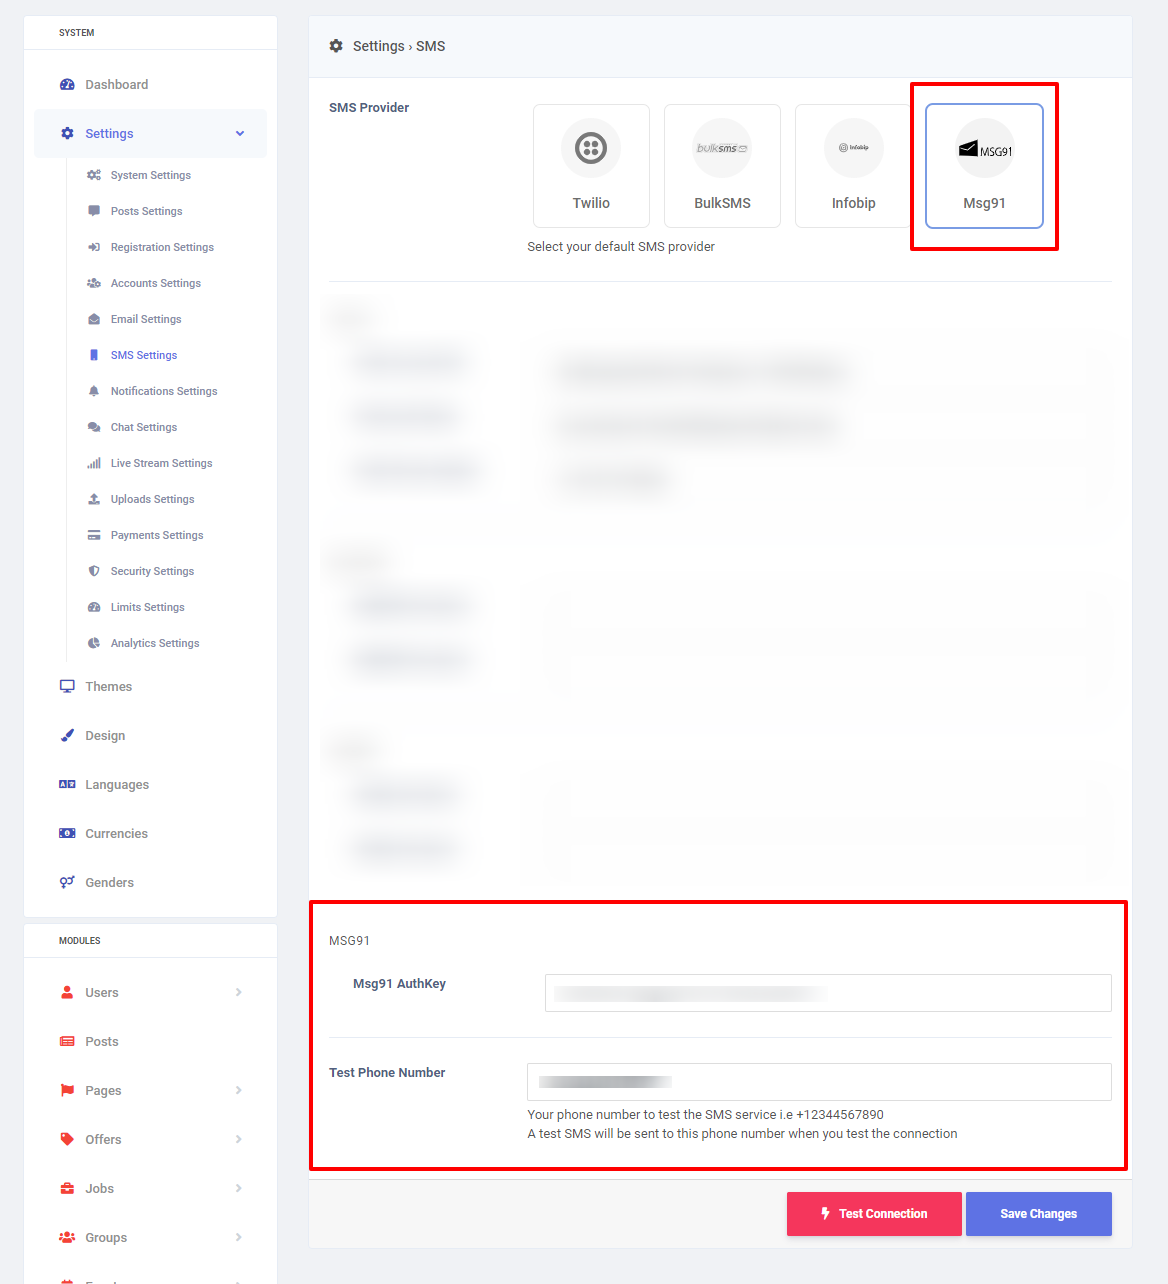 SYSTEM
Dashboard
Settings
System Settings
Posts Settings
Registration Settings
Accounts Settings
Email Settings
SMS Settings
Notifications Settings
Chat Settings
Live Stream Settings
Uploads Settings
Payments Settings
Security Settings
Limits Settings
Analytics Settings
Themes
Design
Languages
Currencies
Genders
MODULES
Users
Posts
Pages
Offers
Jobs
Groups
Settings › SMS
SMS Provider
Twilio
bulksms
BulkSMS
Infobip
Infobip
MSG91
Msg91
Select your default SMS provider
MSG91
Msg91 AuthKey
Test Phone Number
Your phone number to test the SMS service i.e +12344567890
A test SMS will be sent to this phone number when you test the connection
Test Connection
Save Changes